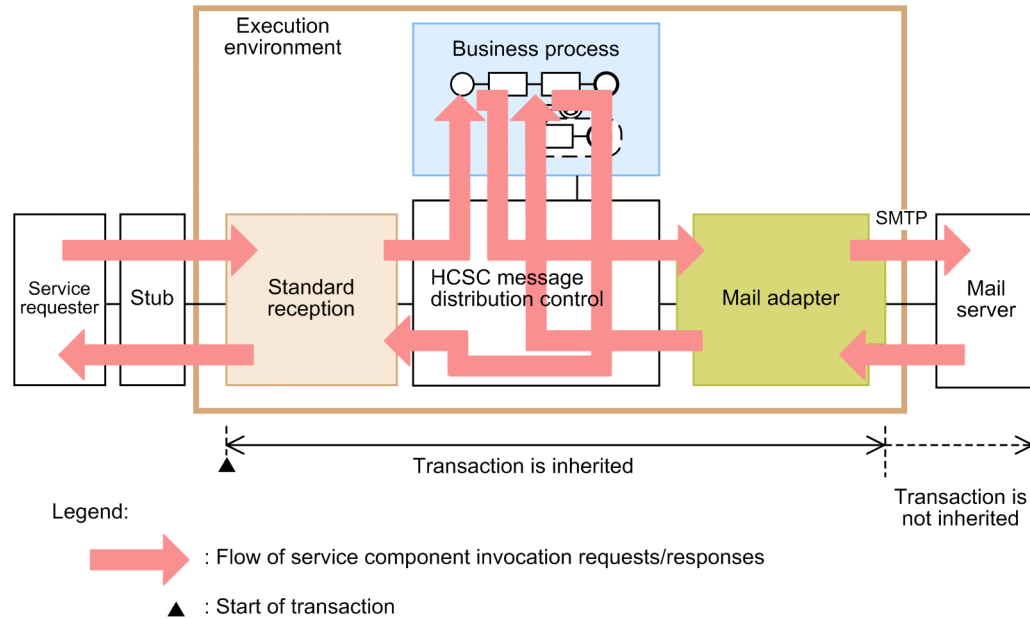 Execution
environment
Business process
SMTP
Service
requester
Stub
Standard
reception
HCSC message
distribution control
Mail adapter
Mail
server
Transaction is inherited
Transaction is
not inherited
Legend:
: Flow of service component invocation requests/responses
: Start of transaction